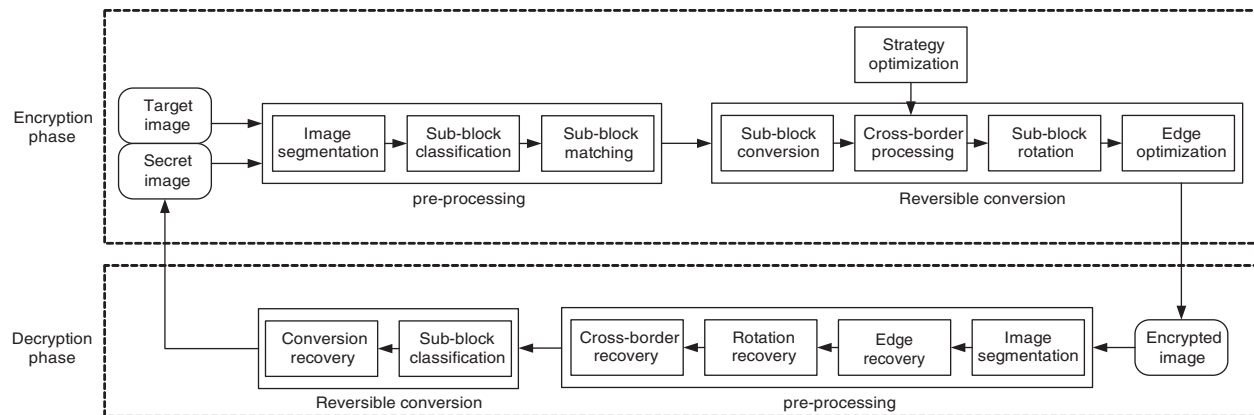 Encryption
phase
Target
image
Secret
image
Image
segmentation
Sub-block
classification
Sub-block
matching
pre-processing
Strategy
optimization
Sub-block
conversion
Cross-border
processing
Sub-block
rotation
Edge
optimization
Reversible conversion
Decryption
phase
Conversion
recovery
Sub-block
classification
Reversible conversion
Cross-border
recovery
Rotation
recovery
Edge
recovery
Image
segmentation
pre-processing
Encrypted
image